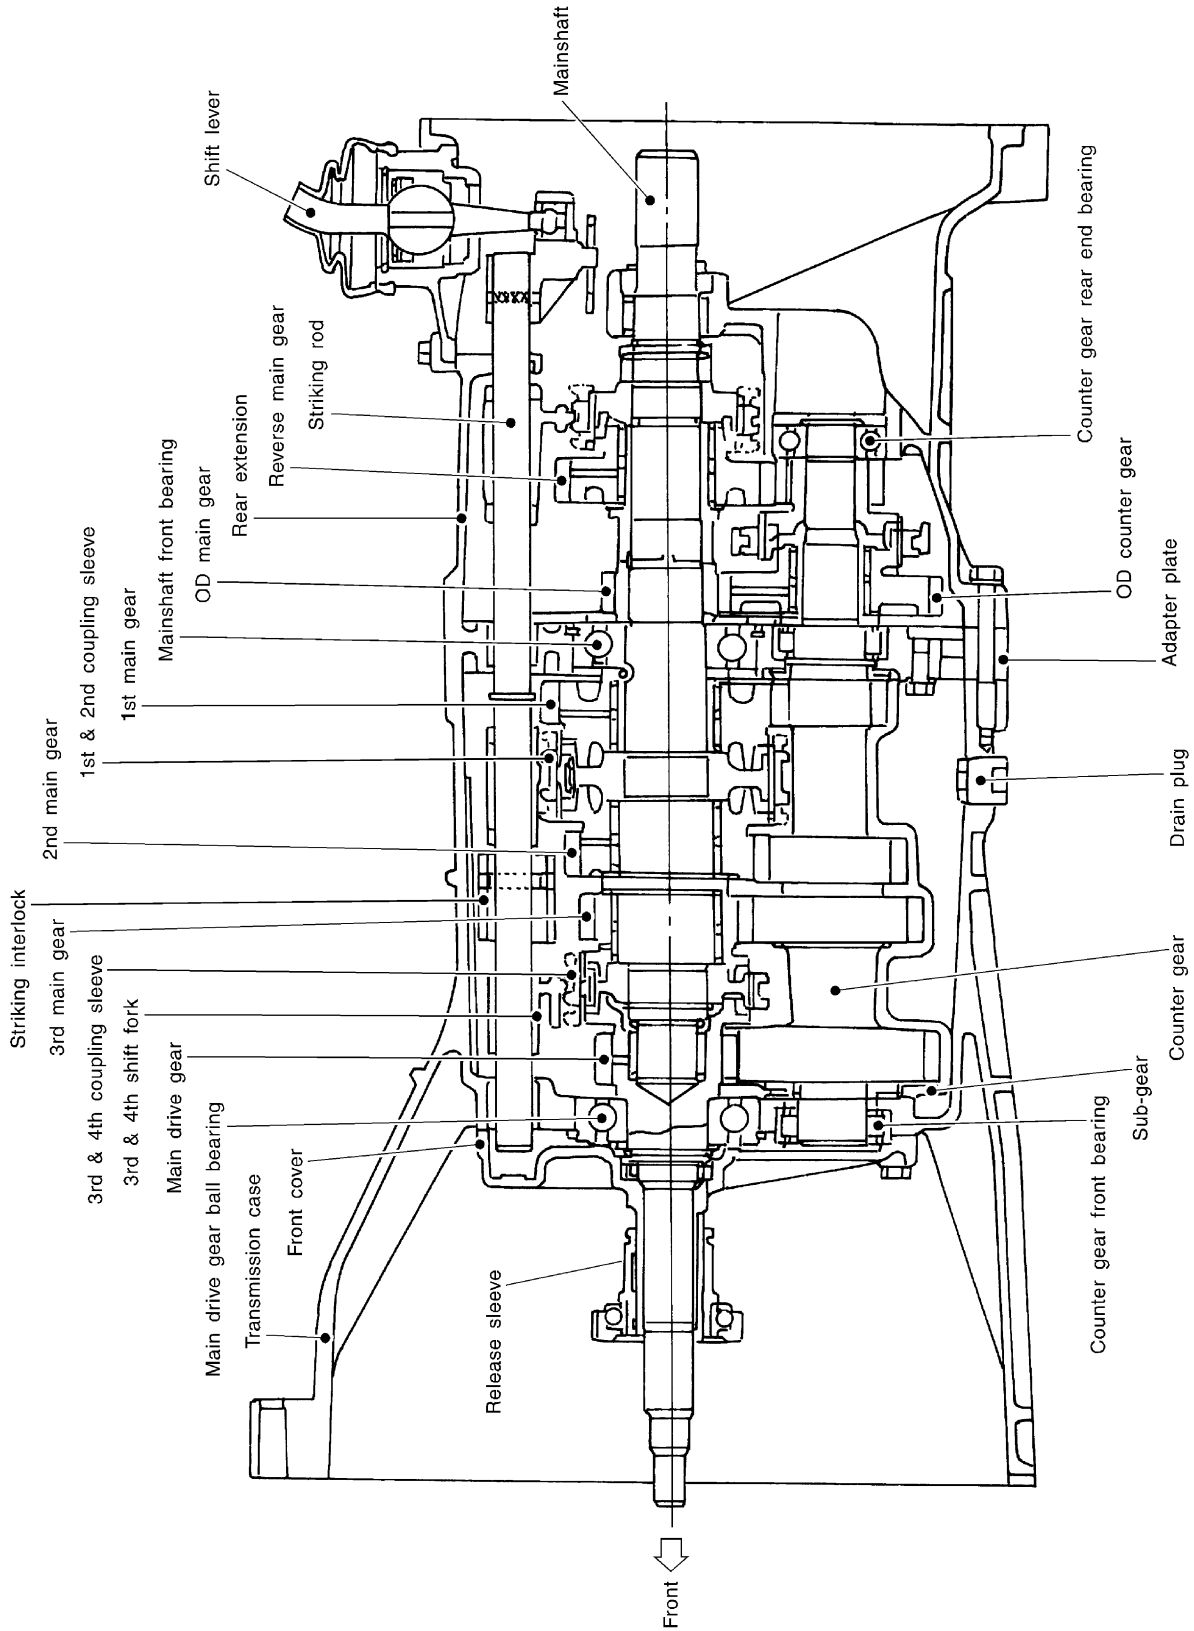 Striking interlock
3rd main gear
2nd main gear
3rd & 4th coupling sleeve
1st & 2nd coupling sleeve
3rd & 4th shift fork
1st main gear
Main drive gear
Mainshaft front bearing
Main drive gear ball bearing
OD main gear
Shift lever
Transmission case
Rear extension
Reverse main gear
Front cover
Striking rod
Release sleeve
Mainshaft
Front
Counter gear rear end bearing
Counter gear front bearing
OD counter gear
Sub-gear
Adapter plate
Counter gear
Drain plug